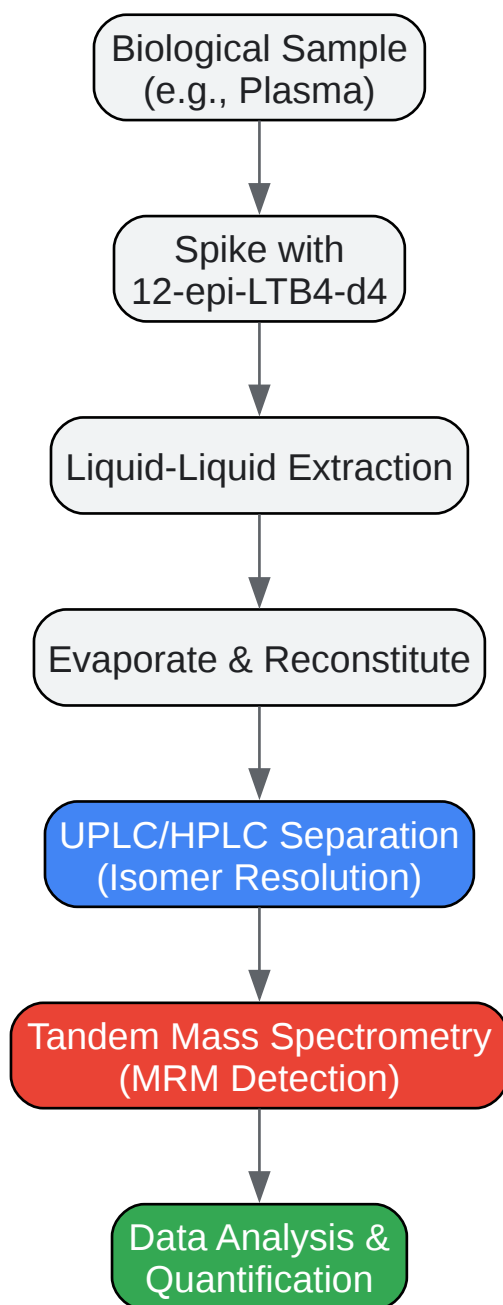 Biological Sample
(e.g., Plasma)
Spike with
12-epi-LTB4-d4
Liquid-Liquid Extraction
Evaporate & Reconstitute
UPLC/HPLC Separation
(Isomer Resolution)
Tandem Mass Spectrometry
(MRM Detection)
Data Analysis &
Quantification